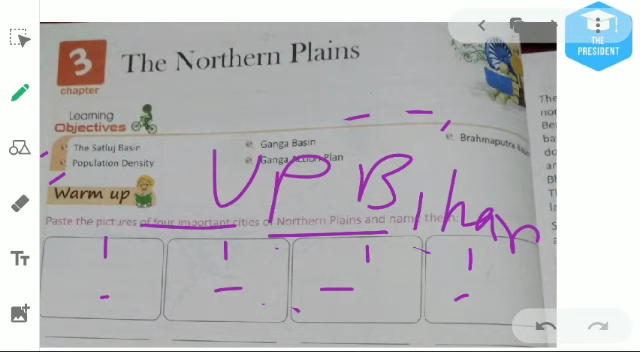 3
chapter
The Northern Plains
THE
PRESIDENT
Learning
Objectives
The Satluj Basin
Ganga Basin
Brahmaputra
Population Density
Ganga Action Plan
Warm up
UP Bihar
Paste the pictures of four important cities of Northern Plains and name them:
Tt